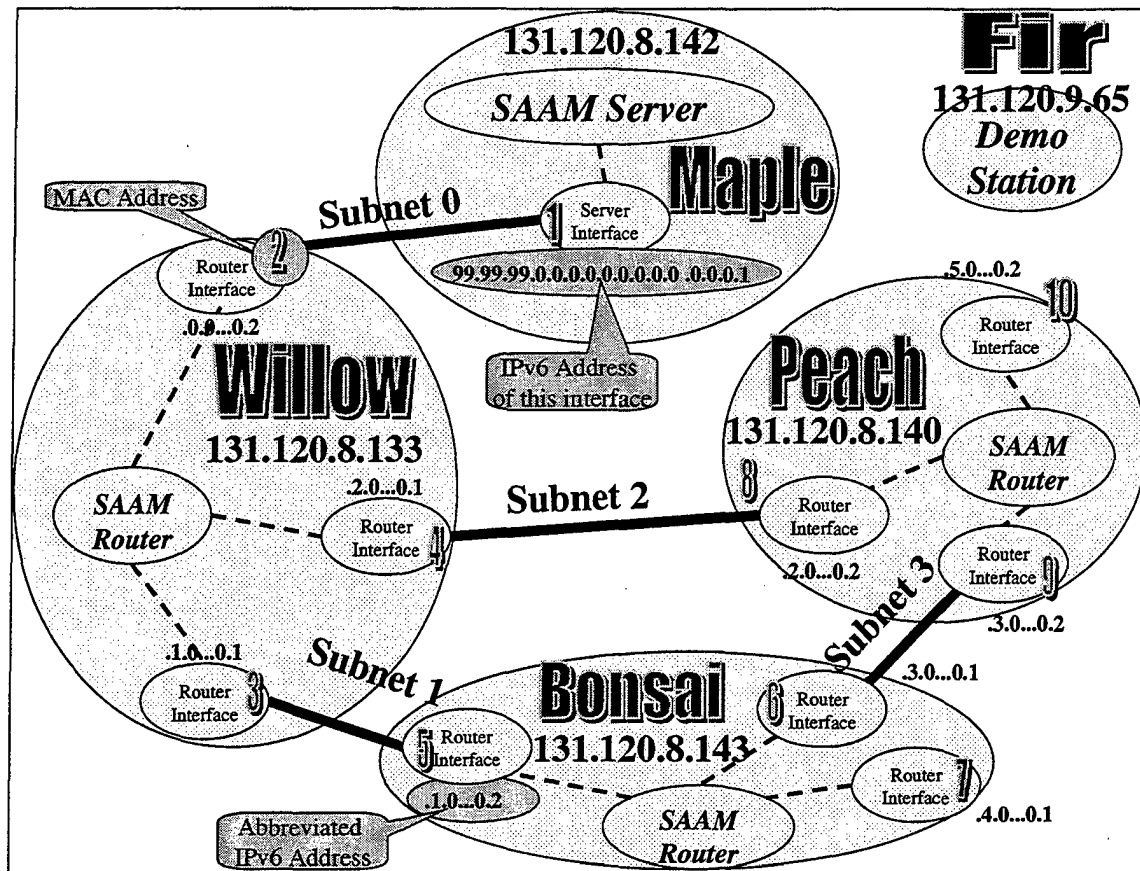 131.120.8.142
SAAM Server
Maple
1
Server
Interface
99.99.99.0.0.0.0.0.0.0.0.0 .0.0.0.1
IPv6 Address
of this interface
Fir
131.120.9.65
Demo
Station
MAC Address
Subnet 0
2
Router
Interface
.0.0...0.2
Willow
131.120.8.133
SAAM
Router
.2.0...0.1
Router
Interface
4
.1.0...0.1
Router
Interface
3
Subnet 2
Subnet 1
.5.0...0.2
10
Router
Interface
Peach
131.120.8.140
SAAM
Router
8
Router
Interface
.2.0...0.2
Router
Interface
9
.3.0...0.2
Subnet 3
.3.0...0.1
Bonsai
131.120.8.143
5
Router
Interface
.1.0...0.2
6
Router
Interface
Router
Interface
7
.4.0...0.1
SAAM
Router
Abbreviated
IPv6 Address